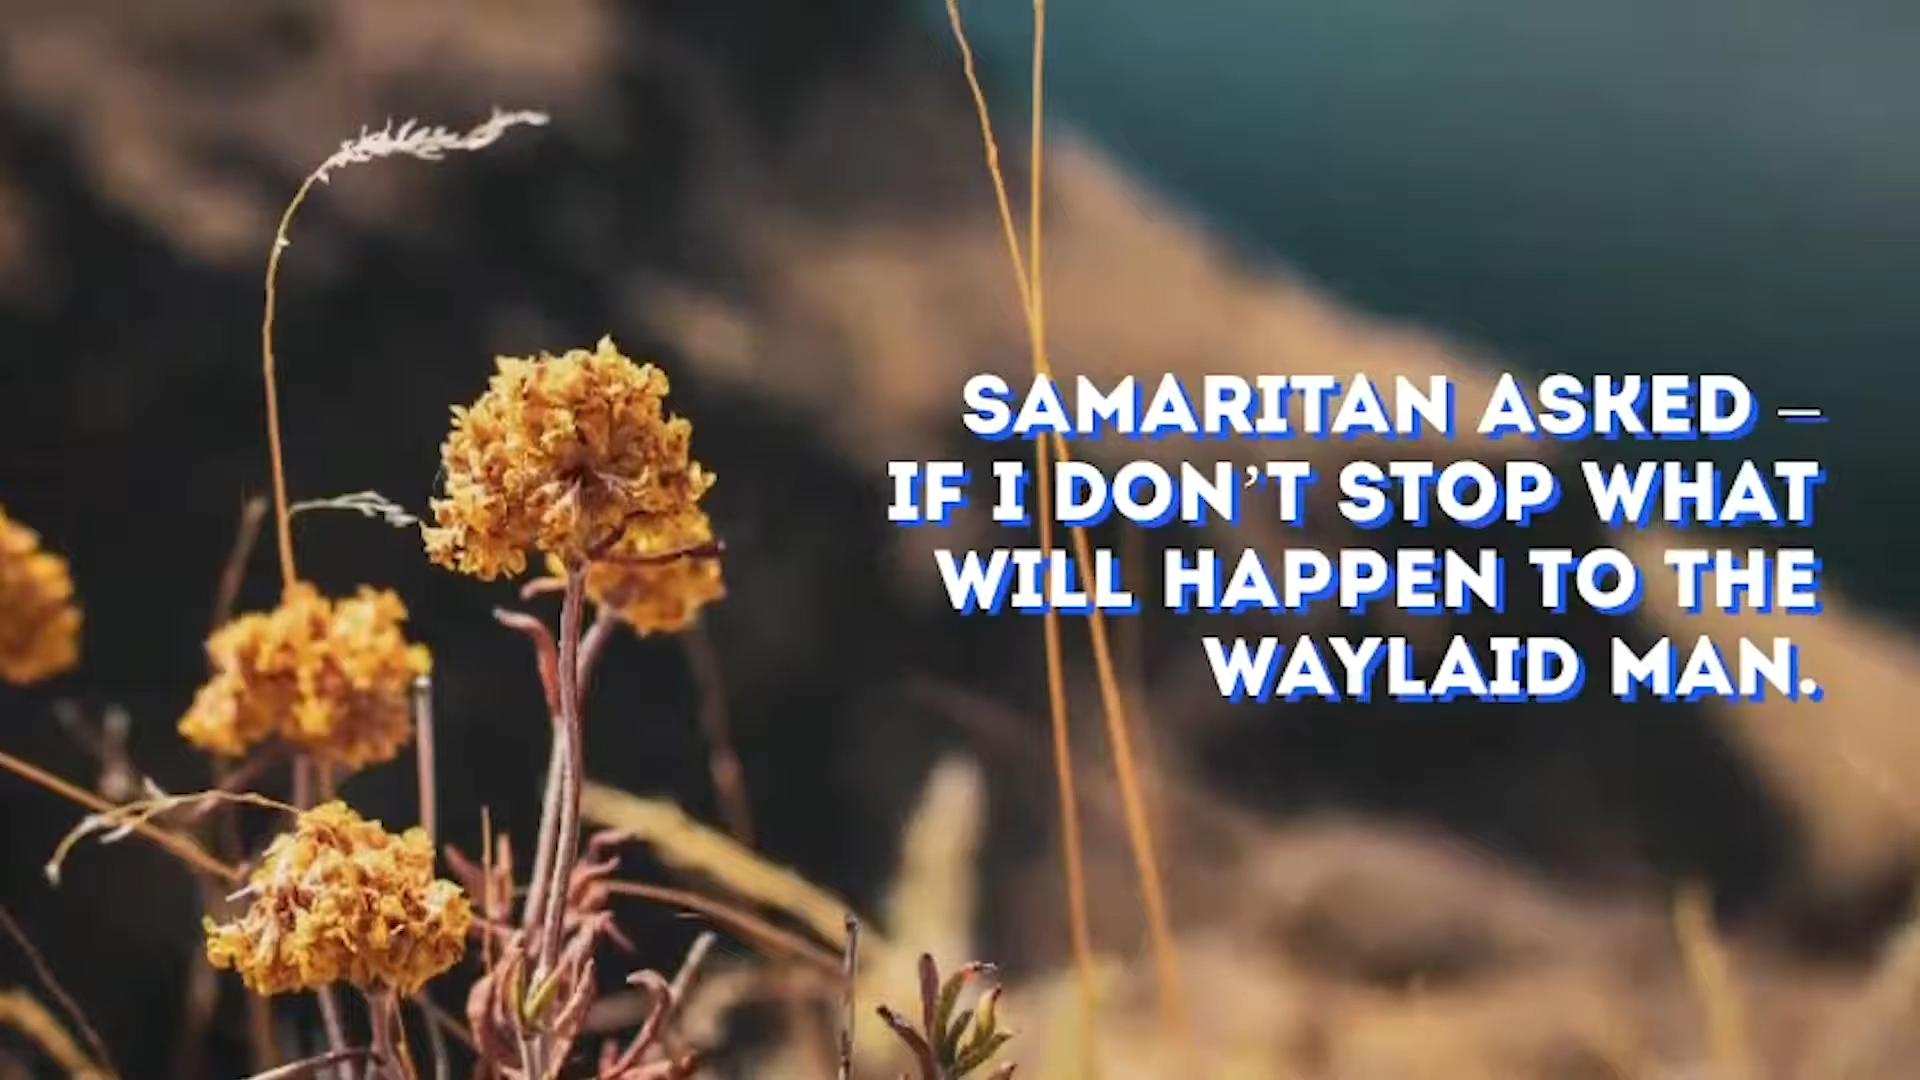 SAMARITAN ASKED –
IF I DON’T STOP WHAT
WILL HAPPEN TO THE
WAYLAID MAN.